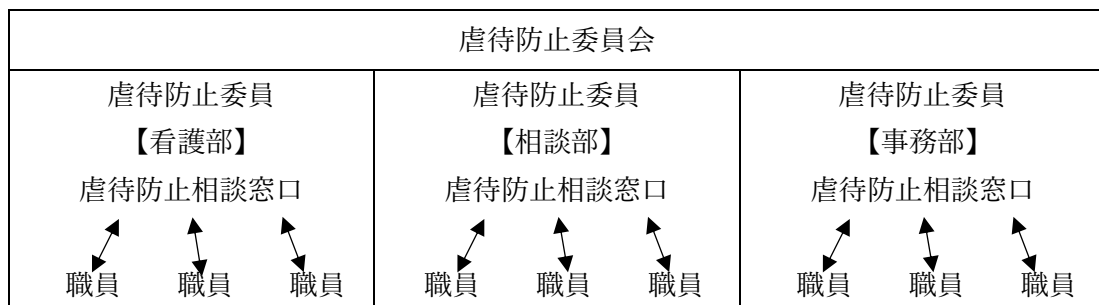 虐待防止委員会
虐待防止委員
【看護部】
虐待防止相談窓口
職員 職員 職員
虐待防止委員
【相談部】
虐待防止相談窓口
職員 職員 職員
虐待防止委員
【事務部】
虐待防止相談窓口
職員 職員 職員